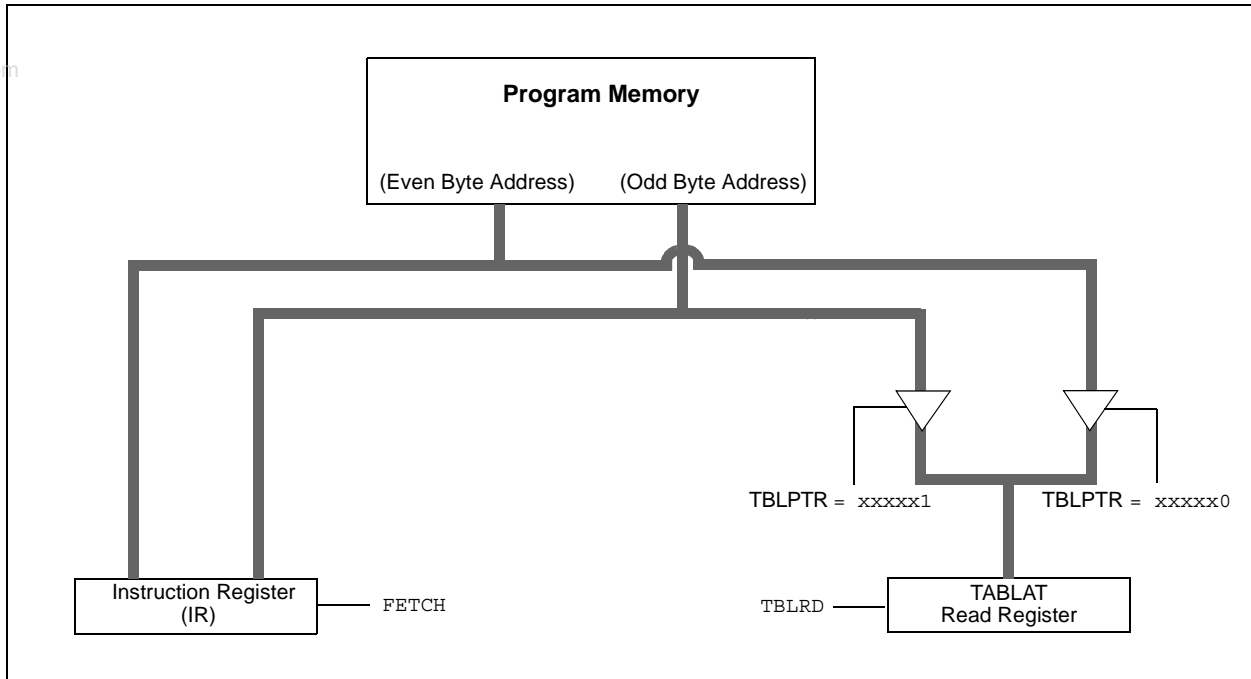 m
Program Memory
(Even Byte Address) (Odd Byte Address)
TBLPTR = xxxxx1 TBLPTR = xxxxx0
Instruction Register
(IR)
FETCH
TBLRD
TABLAT
Read Register